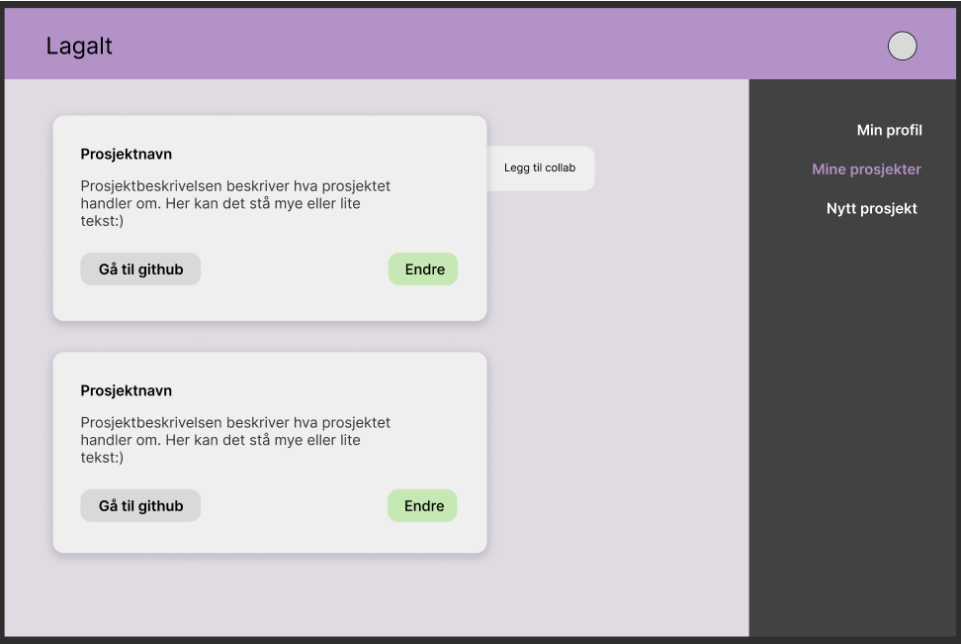 Lagalt
Prosjektnavn
Prosjektbeskrivelsen beskriver hva prosjektet
handler om. Her kan det stå mye eller lite
tekst:)
Gå til github
Endre
Legg til collab
Prosjektnavn
Prosjektbeskrivelsen beskriver hva prosjektet
handler om. Her kan det stå mye eller lite
tekst:)
Gå til github
Endre
Min profil
Mine prosjekter
Nytt prosjekt